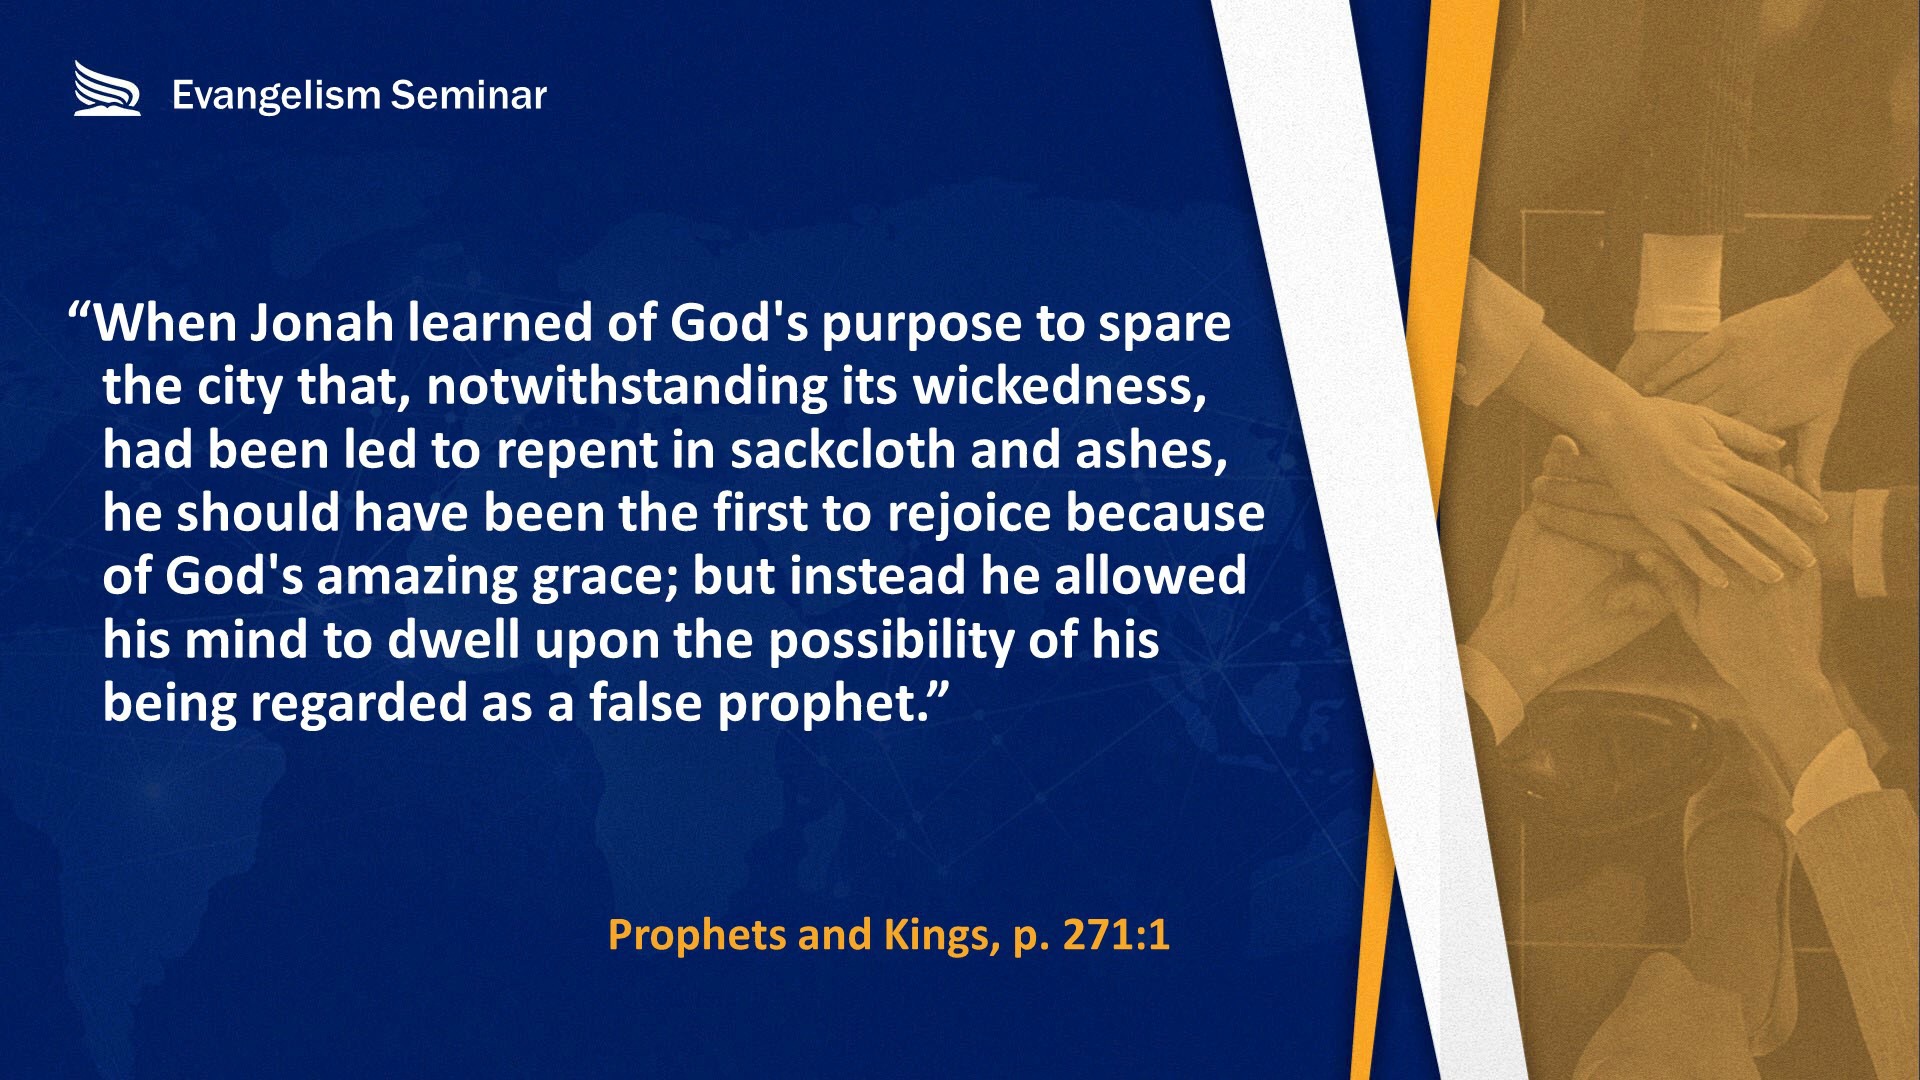 Evangelism Seminar
“When Jonah learned of God's purpose to spare
the city that, notwithstanding its wickedness,
had been led to repent in sackcloth and ashes,
he should have been the first to rejoice because
of God's amazing grace; but instead he allowed
his mind to dwell upon the possibility of his
being regarded as a false prophet.”
Prophets and Kings, p. 271:1